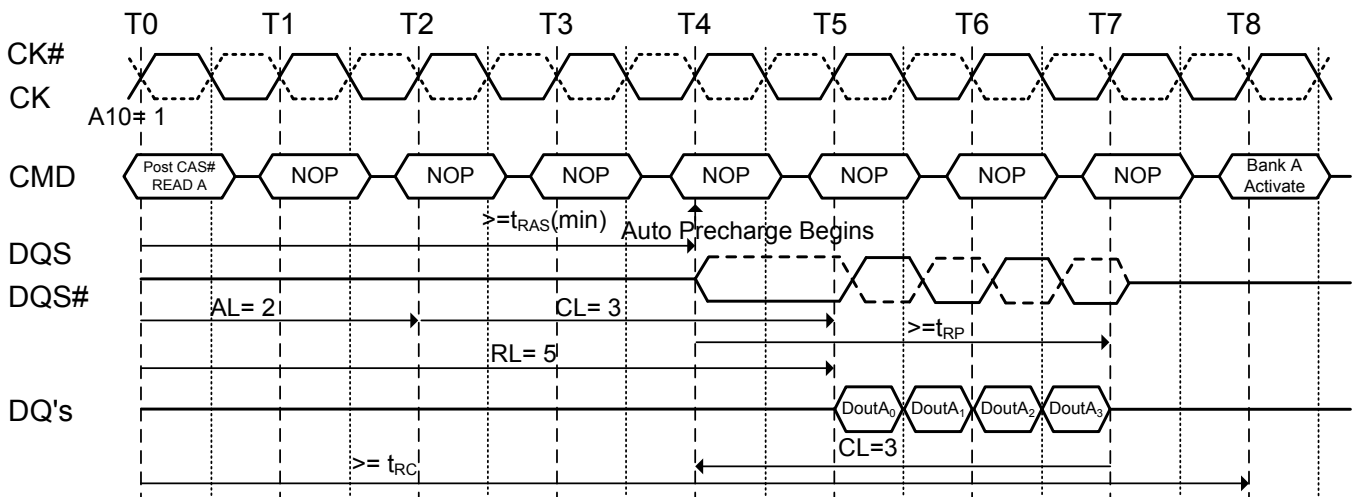 T0 T1 T2 T3 T4 T5 T6 T7 T8
CK#
CK
A10= 1
CMD Post CAS# READ A NOP NOP NOP NOP NOP NOP NOP Bank A Activate
>=tRAS(min)
Auto Precharge Begins
DQS
DQS#
AL= 2 CL= 3
>=tRP
RL= 5
DQ's DoutA0 DoutA1 DoutA2 DoutA3
CL=3
>= tRC